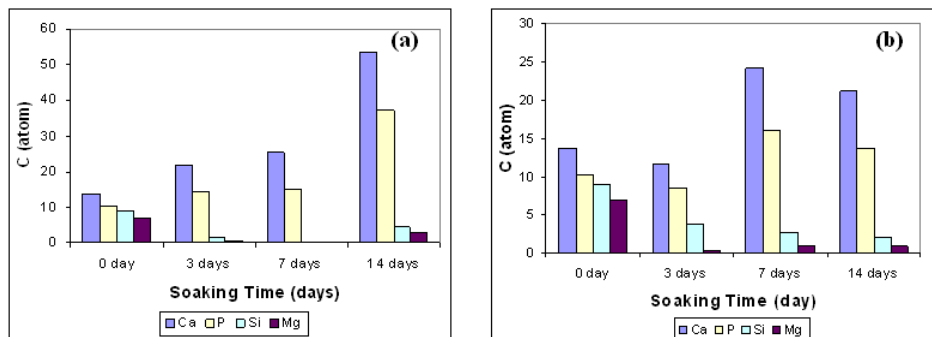 (a)
60
50
40
30
20
10
0
C (atom)
0 day 3 days 7 days 14 days
Soaking Time (days)
Ca P Si Mg
(b)
30
25
20
15
10
5
0
C (atom)
0 day 3 days 7 days 14 days
Soaking Time (day)
Ca P Si Mg